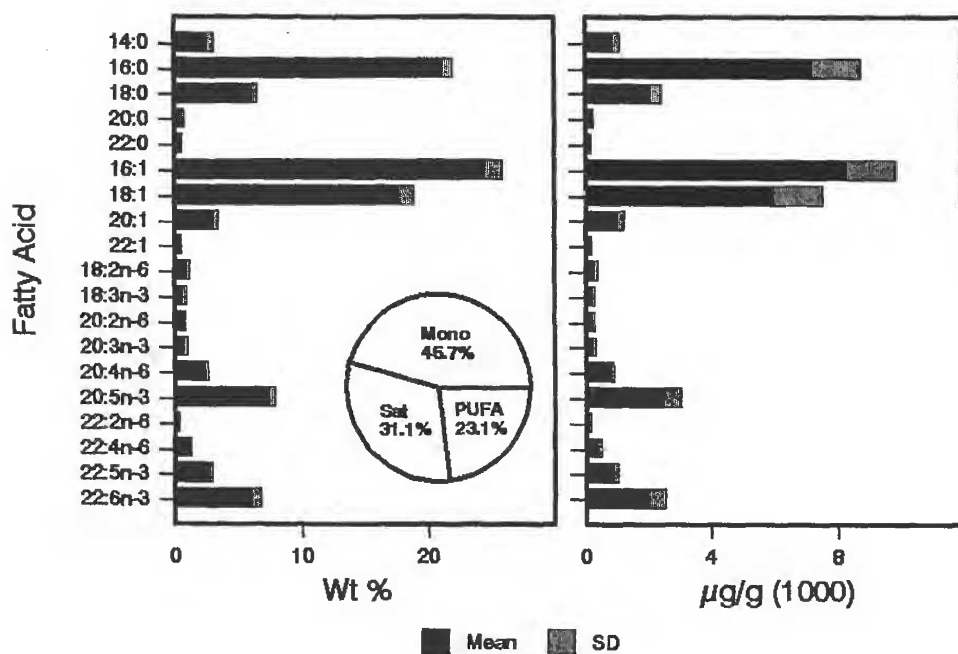 Fatty Acid
14:0
16:0
18:0
20:0
22:0
16:1
18:1
20:1
22:1
18:2n-6
18:3n-3
20:2n-6
20:3n-3
20:4n-6
20:5n-3
22:2n-6
22:4n-6
22:5n-3
22:6n-3
Mono
45.7%
Sat
31.1%
PUFA
23.1%
0 10 20
Wt %
0 4 8
µg/g (1000)
Mean SD